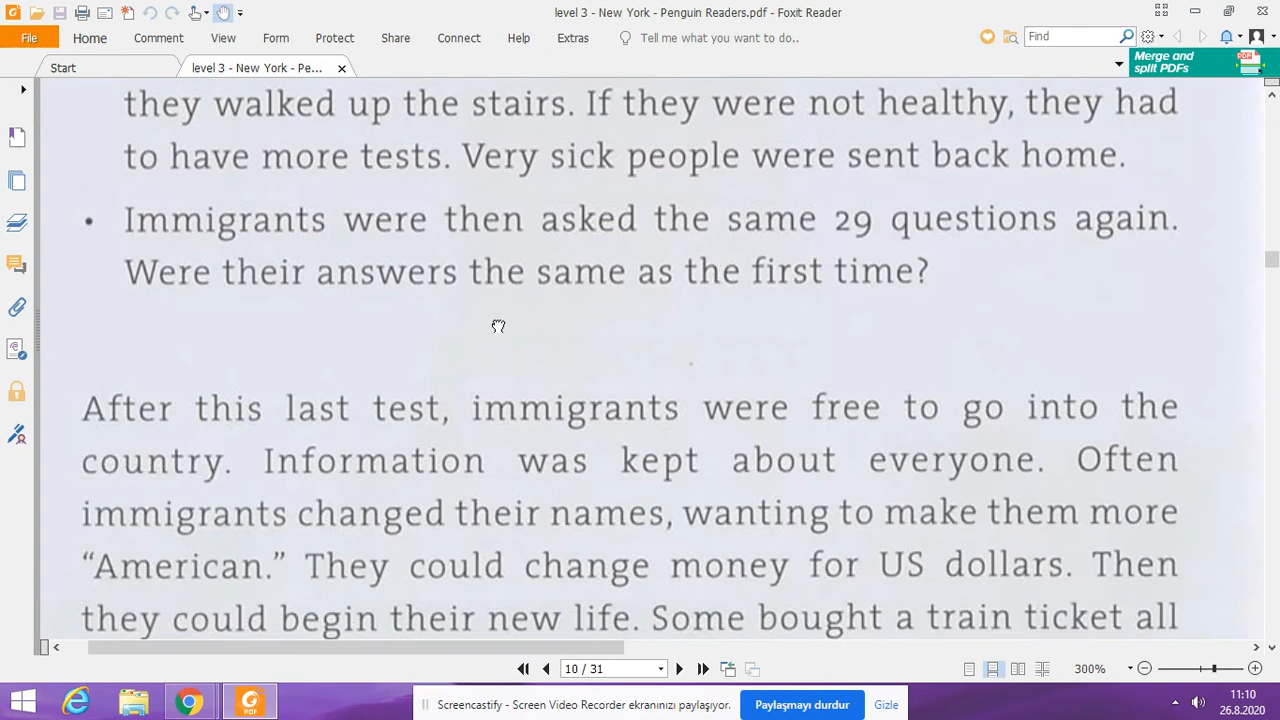 level 3 - New York - Penguin Readers.pdf - Foxit Reader
File Home Comment View Form Protect Share Connect Help Extras Tell me what you want to do.. Find
Start level 3 - New York - Pe... Merge and split PDFs
they walked up the stairs. If they were not healthy, they had
to have more tests. Very sick people were sent back home.
• Immigrants were then asked the same 29 questions again.
Were their answers the same as the first time?
After this last test, immigrants were free to go into the
country. Information was kept about everyone. Often
immigrants changed their names, wanting to make them more
“American.” They could change money for US dollars. Then
they could begin their new life. Some bought a train ticket all
10 / 31 300%
Screencastify - Screen Video Recorder ekranınızı paylaşıyor. Paylaşmayı durdur Gizle
11:10
26.8.2020